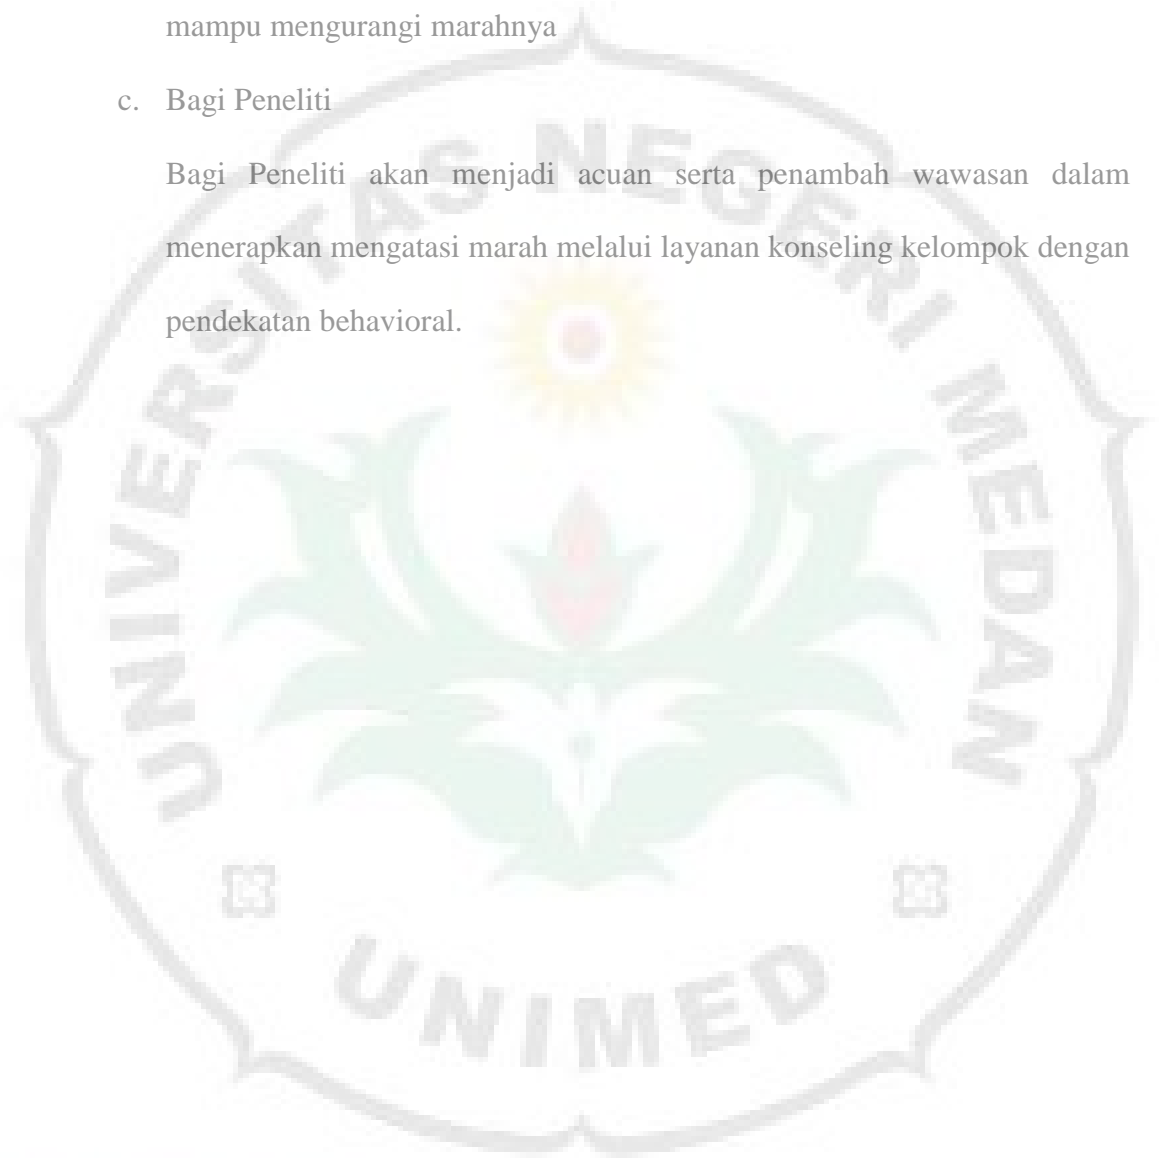 mampu mengurangi marahnya
c. Bagi Peneliti
Bagi Peneliti akan menjadi acuan serta penambah wawasan dalam
menerapkan mengatasi marah melalui layanan konseling kelompok dengan
pendekatan behavioral.
UNIVERSITAS NEGERI MEDAN
UNIMED